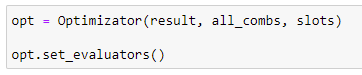 opt = Optimizator(result, all_combs, slots)
opt.set_evaluators()